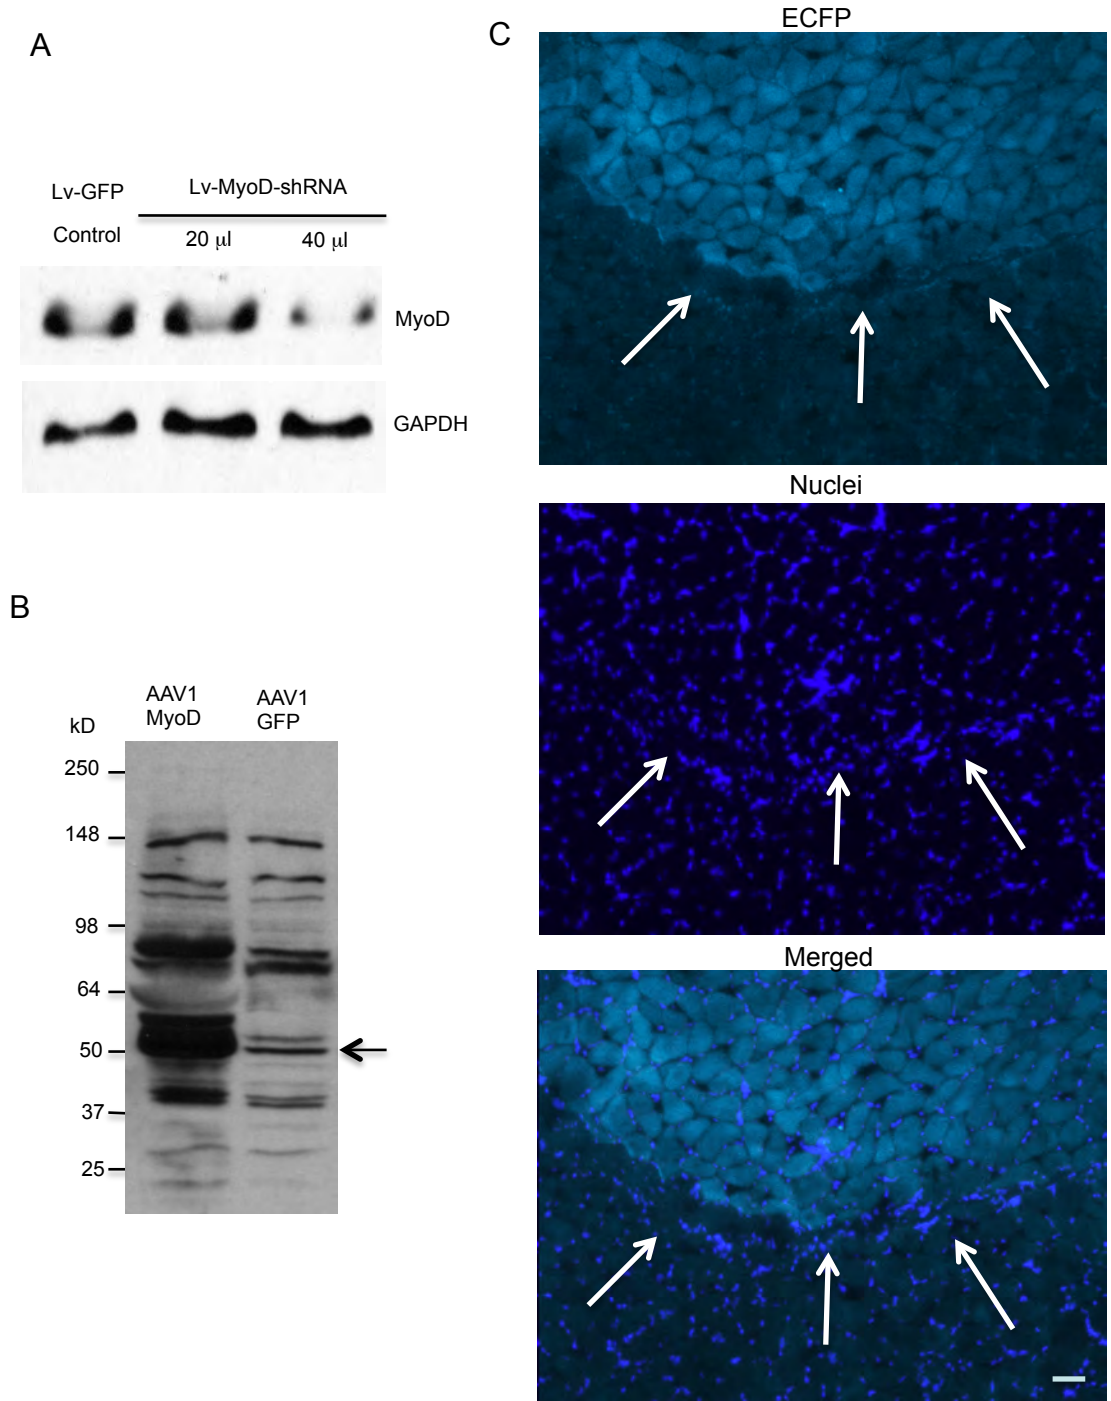 A
Lv-GFP
Control
Lv-MyoD-shRNA
20 μl
40 μl
MyoD
GAPDH
B
kD
AAV1
MyoD
AAV1
GFP
250
148
98
64
50
37
25
C
ECFP
Nuclei
Merged